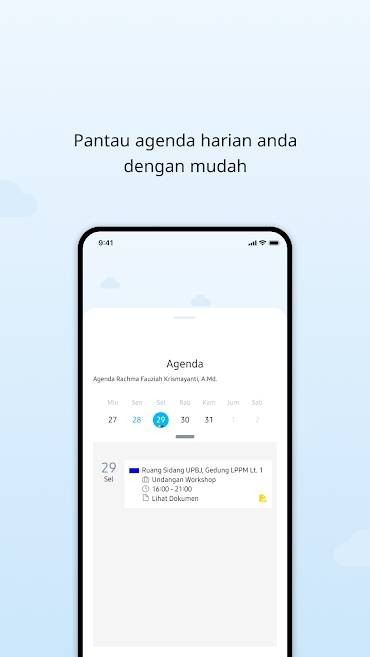 Pantau agenda harian anda
dengan mudah
9:41
Agenda
Agenda Rachma Fauziah Krismayanti, A.Md.
Min Sen Sel Rab Kam Jum Sab
27 28 29 30 31 1 2
29 Ruang Sidang UPBJ, Gedung LPPM Lt. 1
Sel Undangan Workshop
16:00 - 21:00
Lihat Dokumen